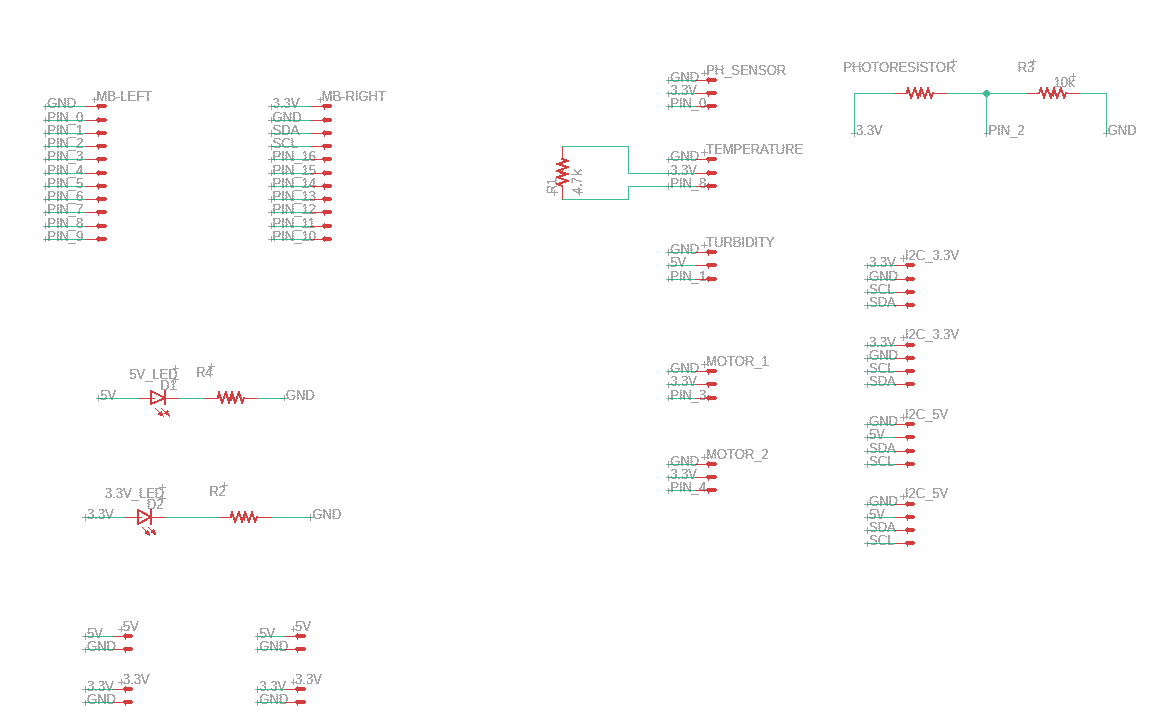 MB-LEFT
GND
PIN_0
PIN_1
PIN_2
PIN_3
PIN_4
PIN_5
PIN_6
PIN_7
PIN_8
PIN_9
MB-RIGHT
3.3V
GND
SDA
SCL
PIN_16
PIN_15
PIN_14
PIN_13
PIN_12
PIN_11
PIN_10
PH_SENSOR
GND
3.3V
PIN_0
PHOTORESISTOR
R3
10k
3.3V
PIN_2
GND
TEMPERATURE
GND
3.3V
PIN_8
R1
4.7k
TURBIDITY
GND
5V
PIN_1
I2C_3.3V
3.3V
GND
SCL
SDA
I2C_3.3V
3.3V
GND
SCL
SDA
MOTOR_1
GND
3.3V
PIN_3
I2C_5V
GND
5V
SDA
SCL
MOTOR_2
GND
3.3V
PIN_4
I2C_5V
GND
5V
SDA
SCL
5V_LED
D1
R4
5V
GND
3.3V_LED
D2
R2
3.3V
GND
5V
5V
GND
5V
5V
GND
3.3V
3.3V
GND
3.3V
3.3V
GND